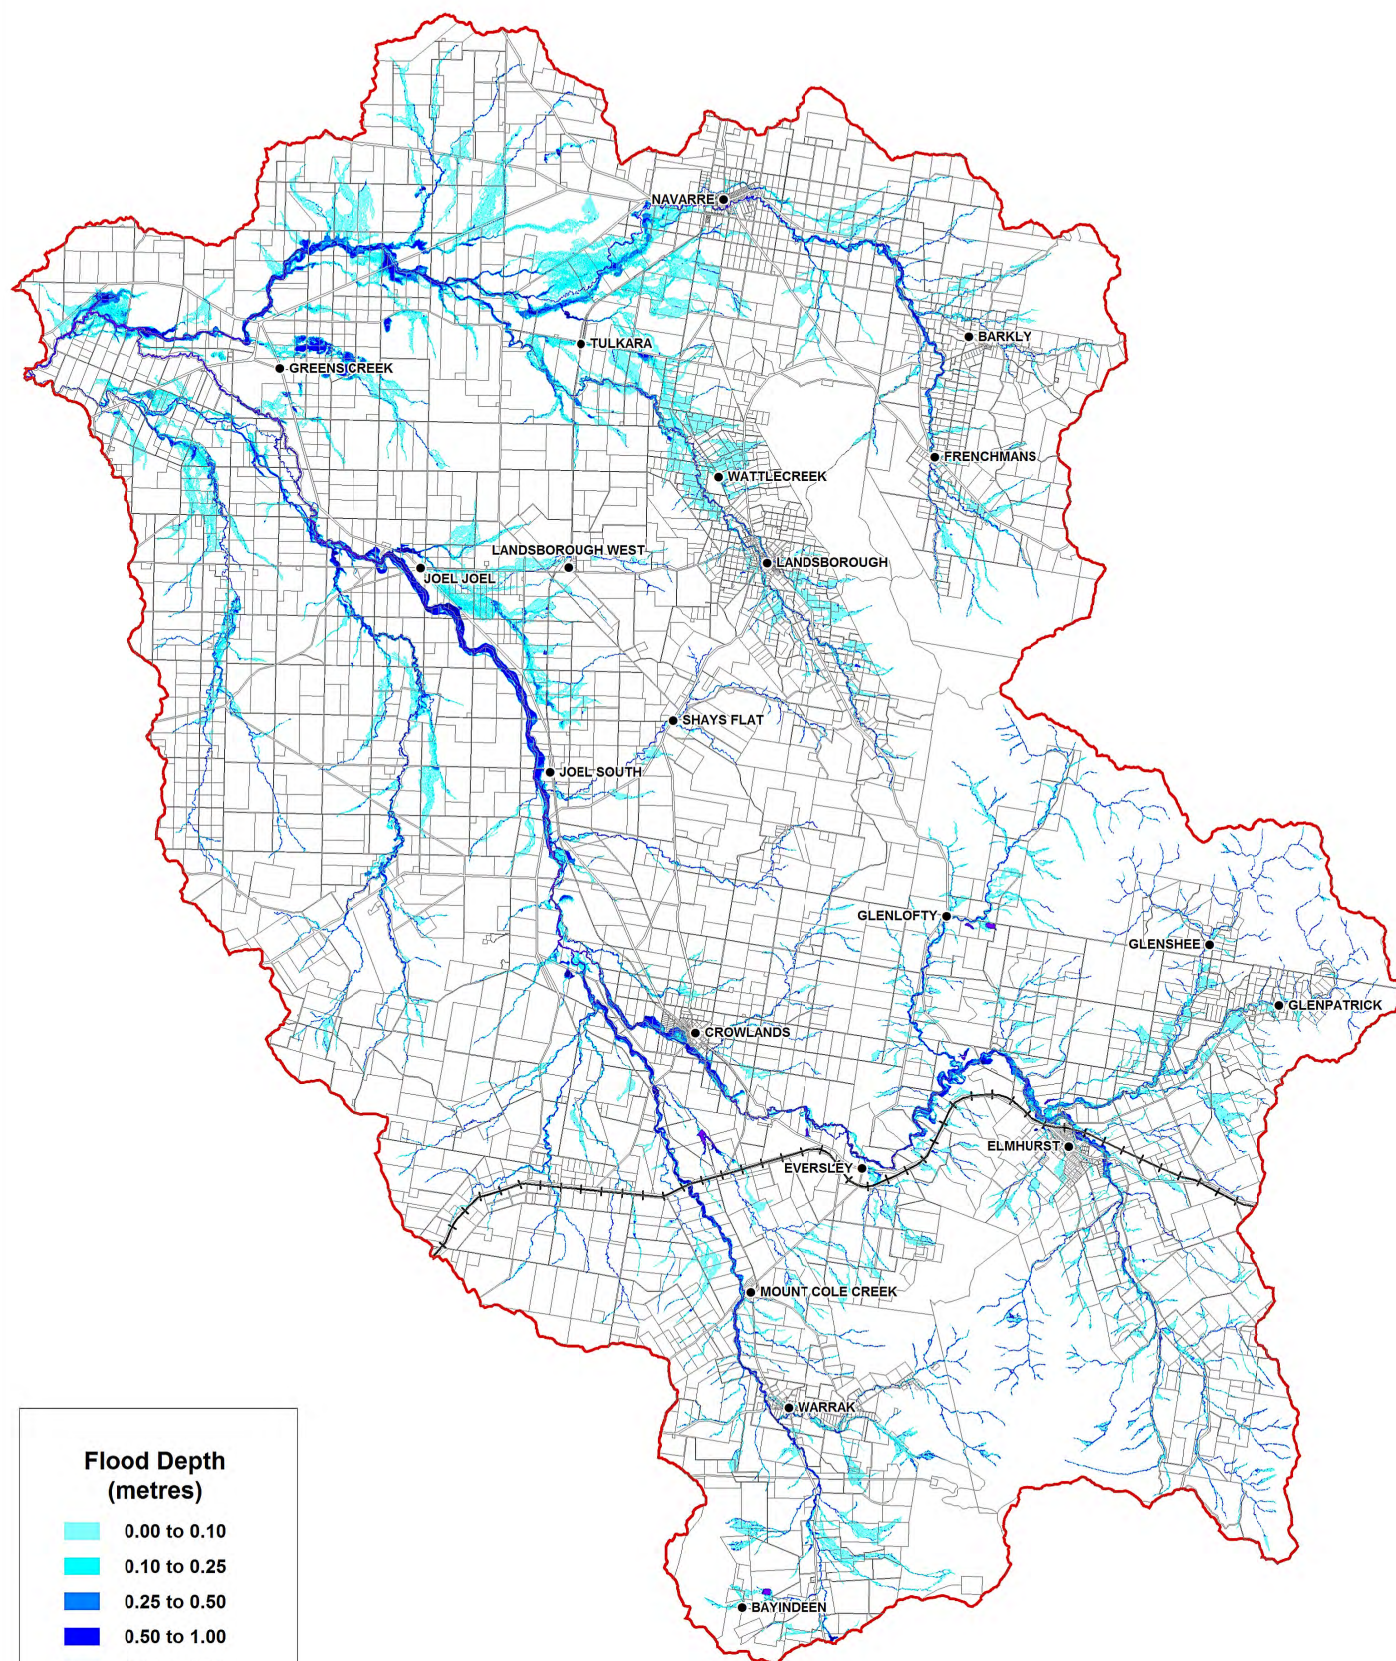 NAVARRE
BARKLY
TULKARA
GREENS CREEK
FRENCHMANS
WATTLECREEK
LANDSBOROUGH WEST
LANDSBOROUGH
JOEL JOEL
SHAYS FLAT
JOEL SOUTH
GLENLOFTY
GLENSHEE
GLENPATRICK
CROWLANDS
ELMHURST
EVERSLEY
MOUNT COLE CREEK
WARRAK
BAYINDEEN
Flood Depth
(metres)
0.00 to 0.10
0.10 to 0.25
0.25 to 0.50
0.50 to 1.00